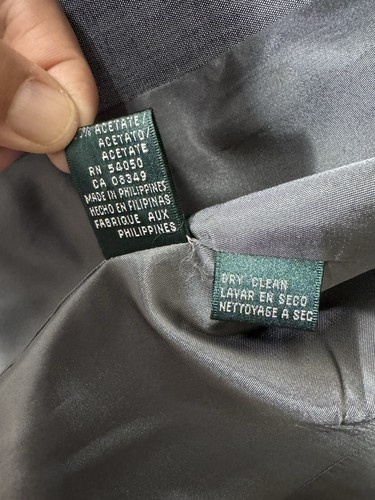 % ACETATE/
ACETATO/
ACETATE
RN 54050
CA 08349
MADE IN PHILIPPINES
HECHO EN FILIPINAS
FABRIQUE AUX
PHILIPPINES
DRY CLEAN
LAVAR EN SECO
NETTOYAGE A SEC